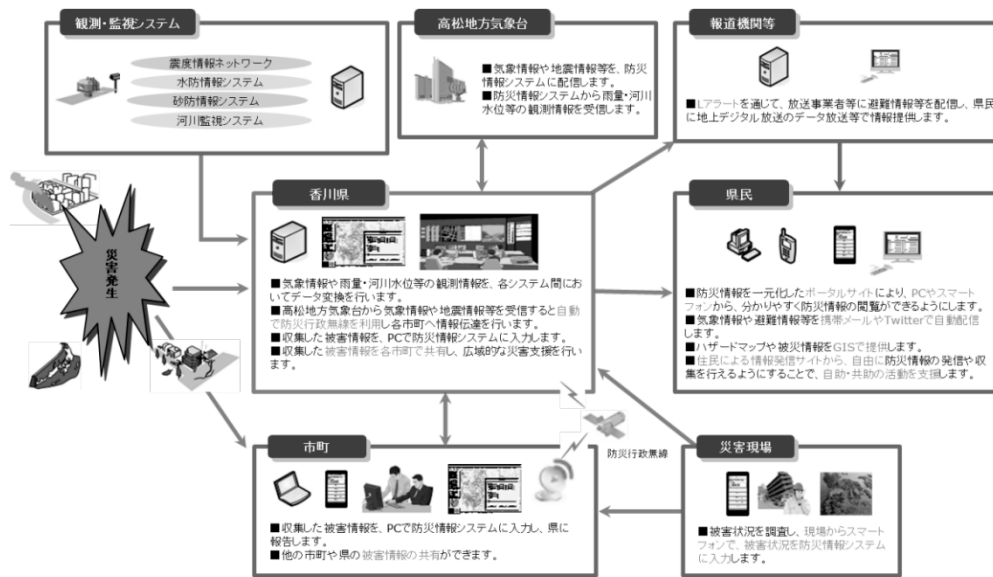 観測・監視システム
震度情報ネットワーク
水防情報システム
砂防情報システム
河川監視システム
高松地方気象台
■気象情報や地震情報等を、防災
情報システムに配信します。
■防災情報システムから雨量・河川
水位等の観測情報を受信します。
報道機関等
■Lアラートを通じて、放送事業者等に避難情報等を配信し、県民
に地上デジタル放送のデータ放送等で情報提供します。
災害発生
香川県
■気象情報や雨量・河川水位等の観測情報を、各システム間にお
いてデータ変換を行います。
■高松地方気象台から気象情報や地震情報等を受信すると自動
で防災行政無線を利用し各市町へ情報伝達を行います。
■収集した被害情報を、PCで防災情報システムに入力します。
■収集した被害情報を各市町で共有し、広域的な災害支援を行い
ます。
県民
■防災情報を一元化したポータルサイトにより、PCやスマート
フォンから、分かりやすく防災情報の閲覧ができるようにします。
■気象情報や避難情報等を携帯メールやTwitterで自動配信
します。
■ハザードマップや被災情報をGISで提供します。
■住民による情報発信サイトから、自由に防災情報の発信や収
集を行えるようにすることで、自助・共助の活動を支援します。
市町
■収集した被害情報を、PCで防災情報システムに入力し、県に
報告します。
■他の市町や県の被害情報の共有ができます。
防災行政無線
災害現場
■被害状況を調査し、現場からスマート
フォンで、被害状況を防災情報システム
に入力します。